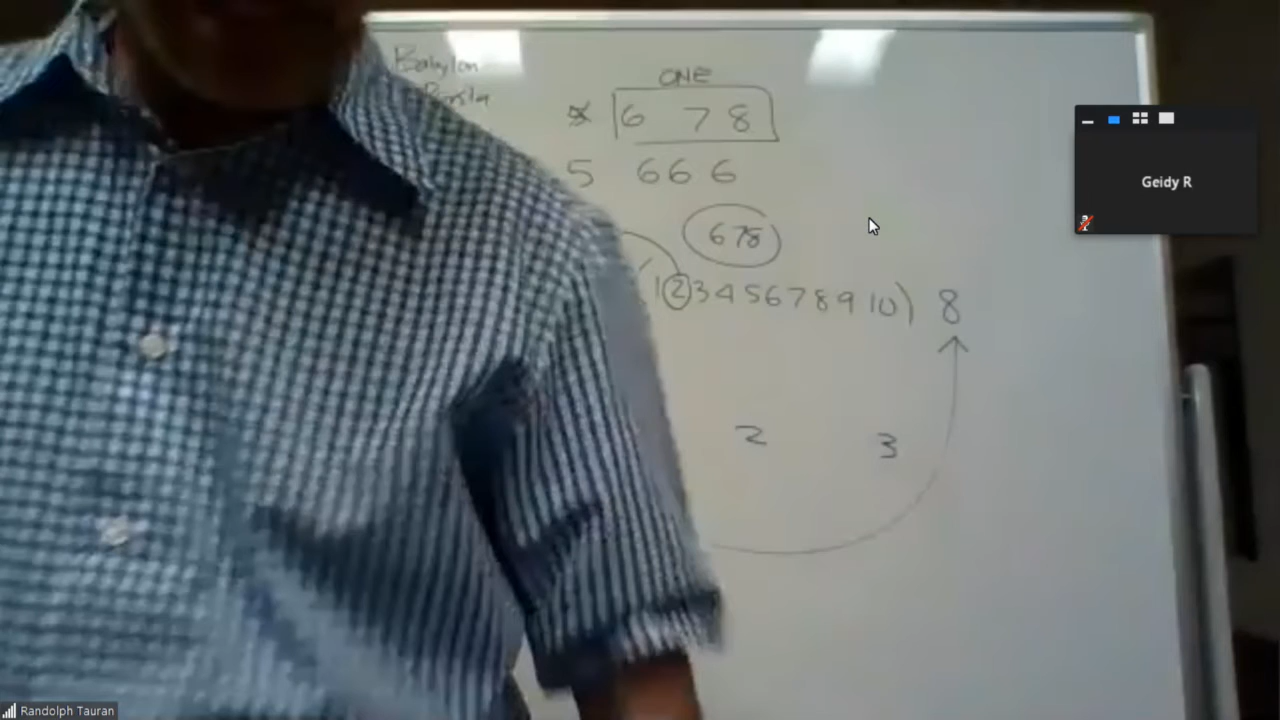 Babylon
Persia
ONE
6 7 8
5 666
678
1 2 3 4 5 6 7 8 9 10) 8
2 3
Geidy R
Randolph Tauran